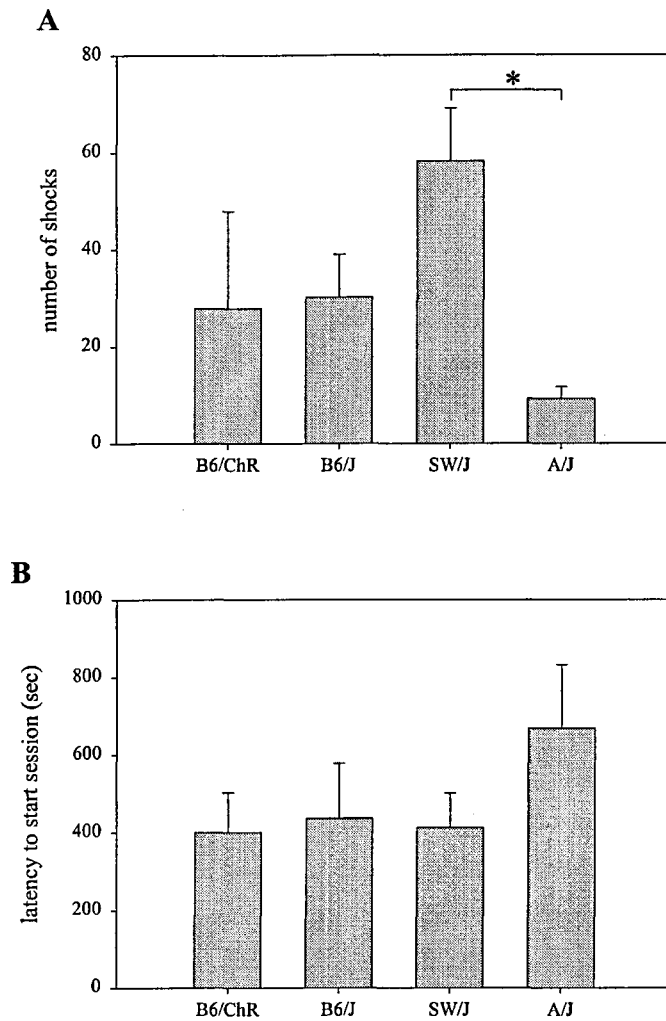 A
80
60
40
20
0
number of shocks
*
B6/ChR B6/J SW/J A/J
B
1000
800
600
400
200
0
latency to start session (sec)
B6/ChR B6/J SW/J A/J